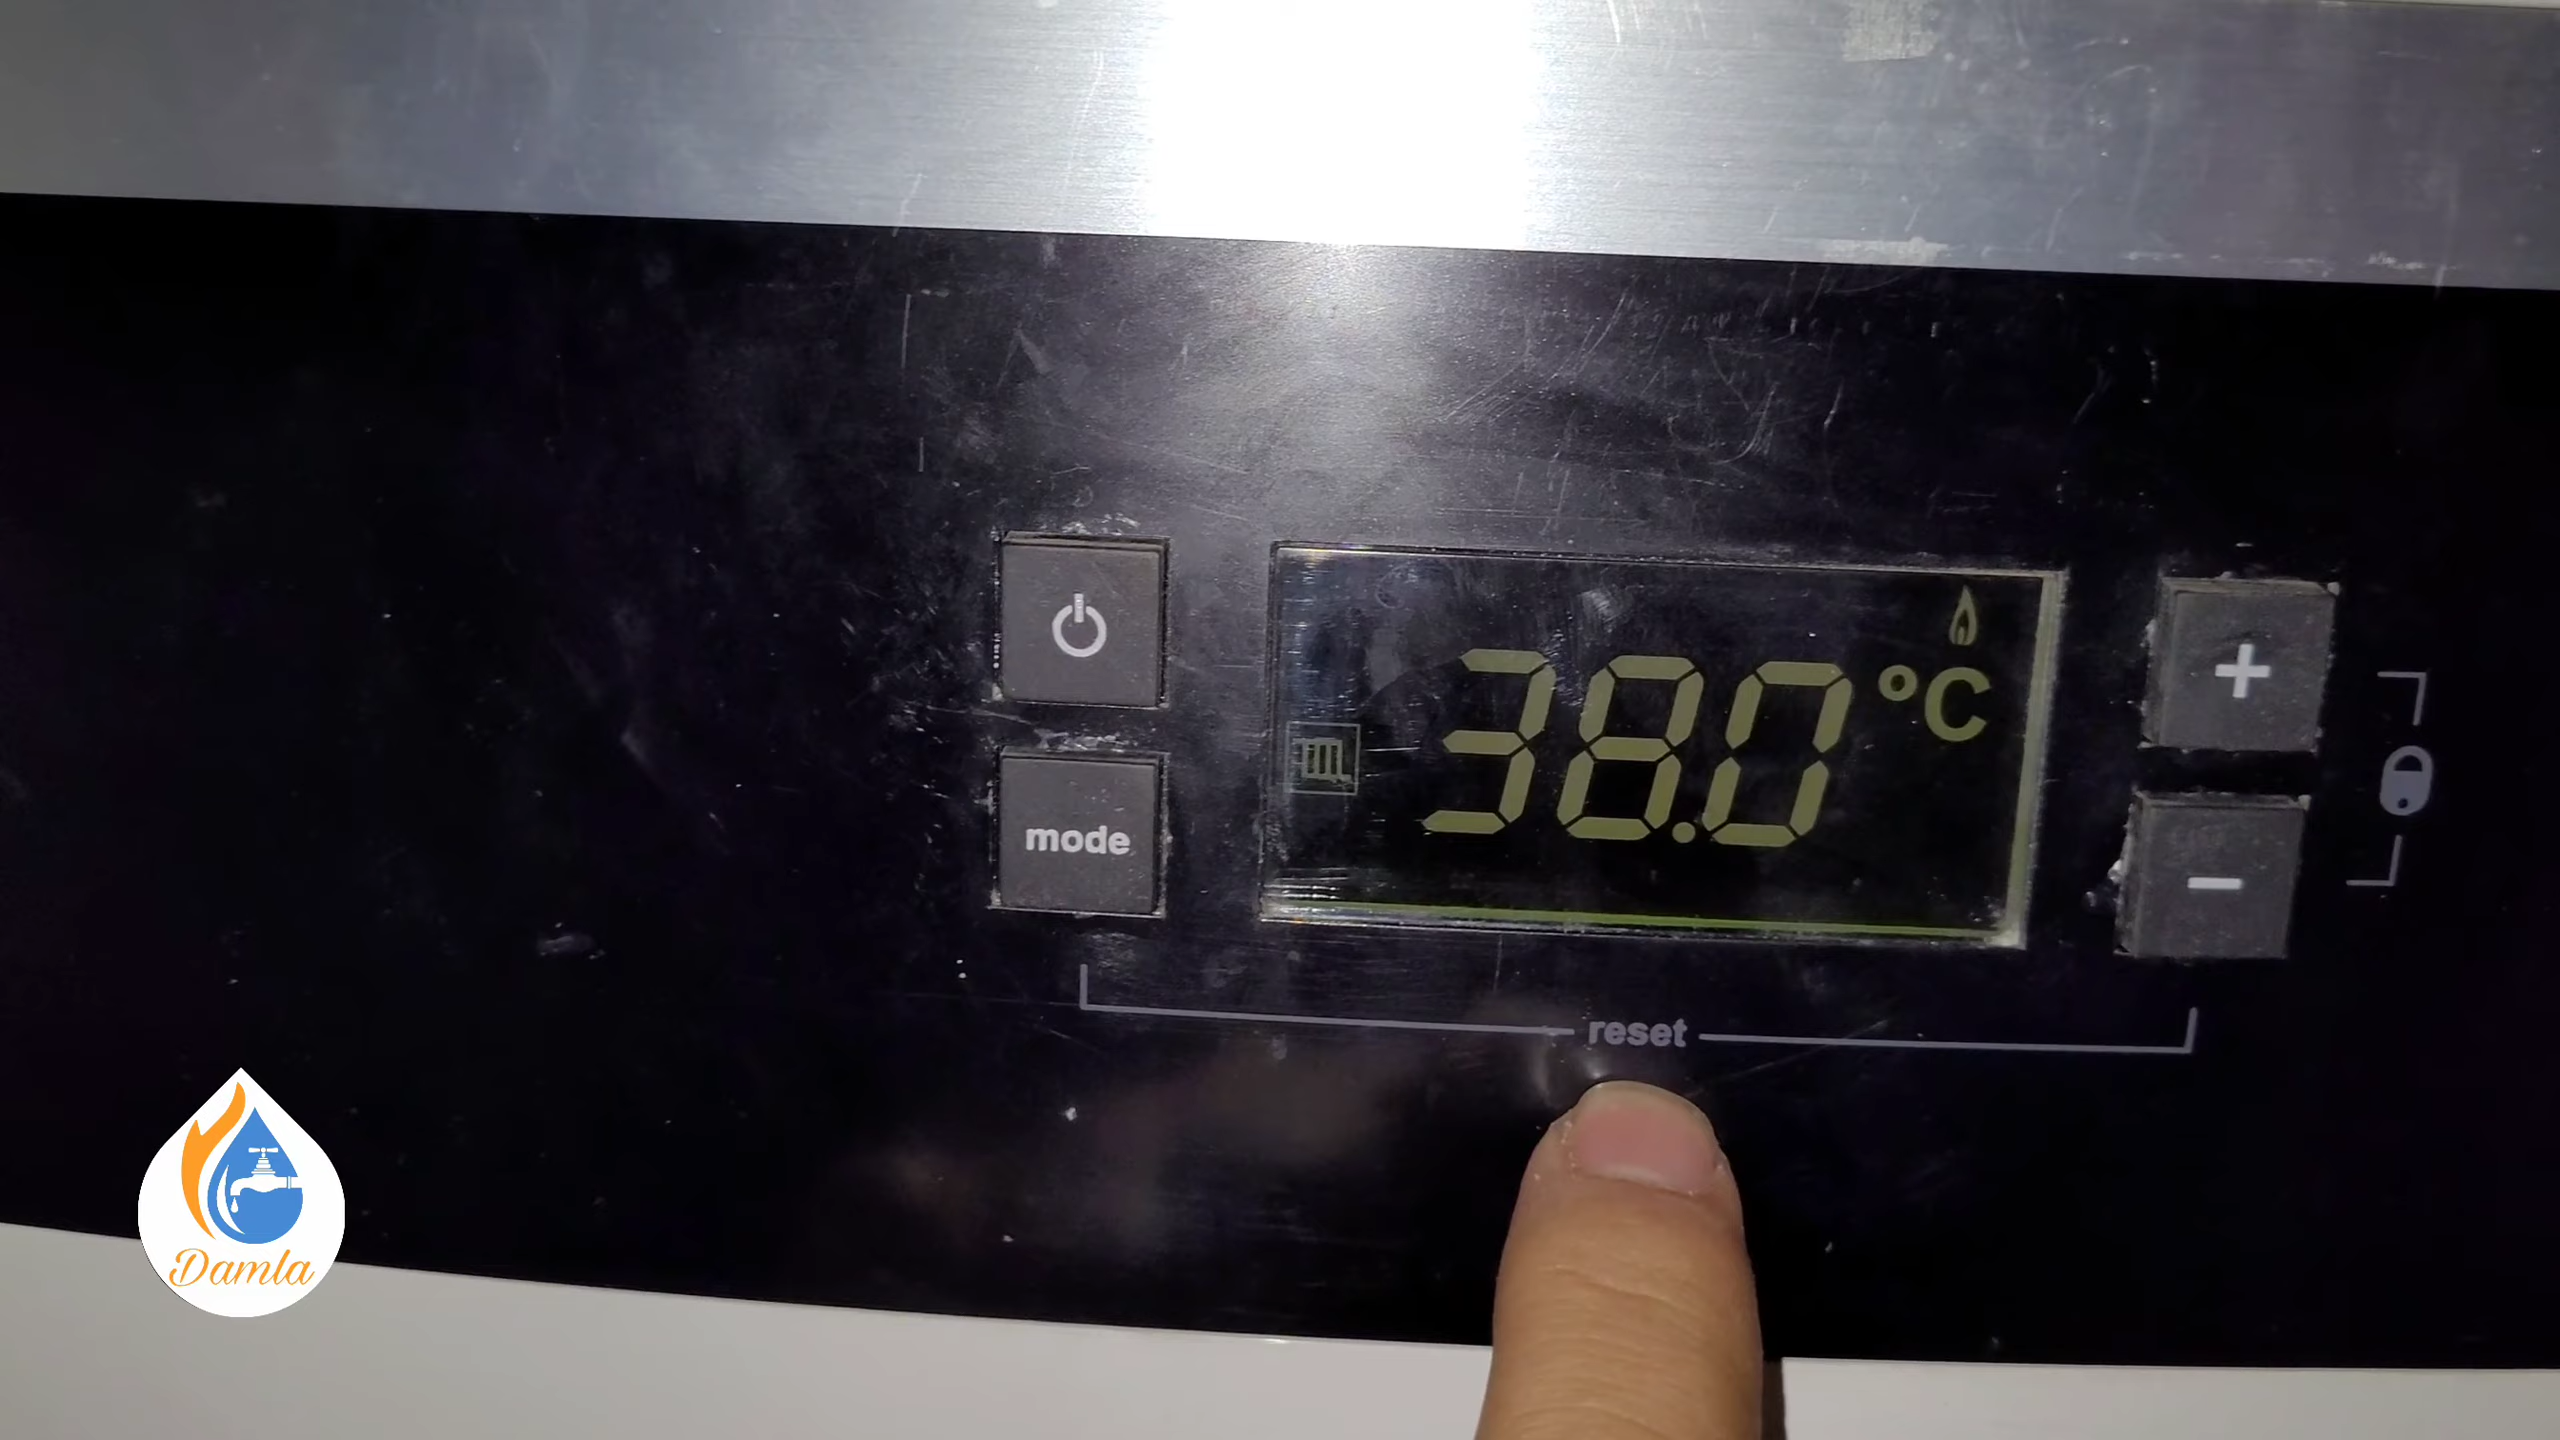 38.0 °C
+
mode
−
reset
Damla